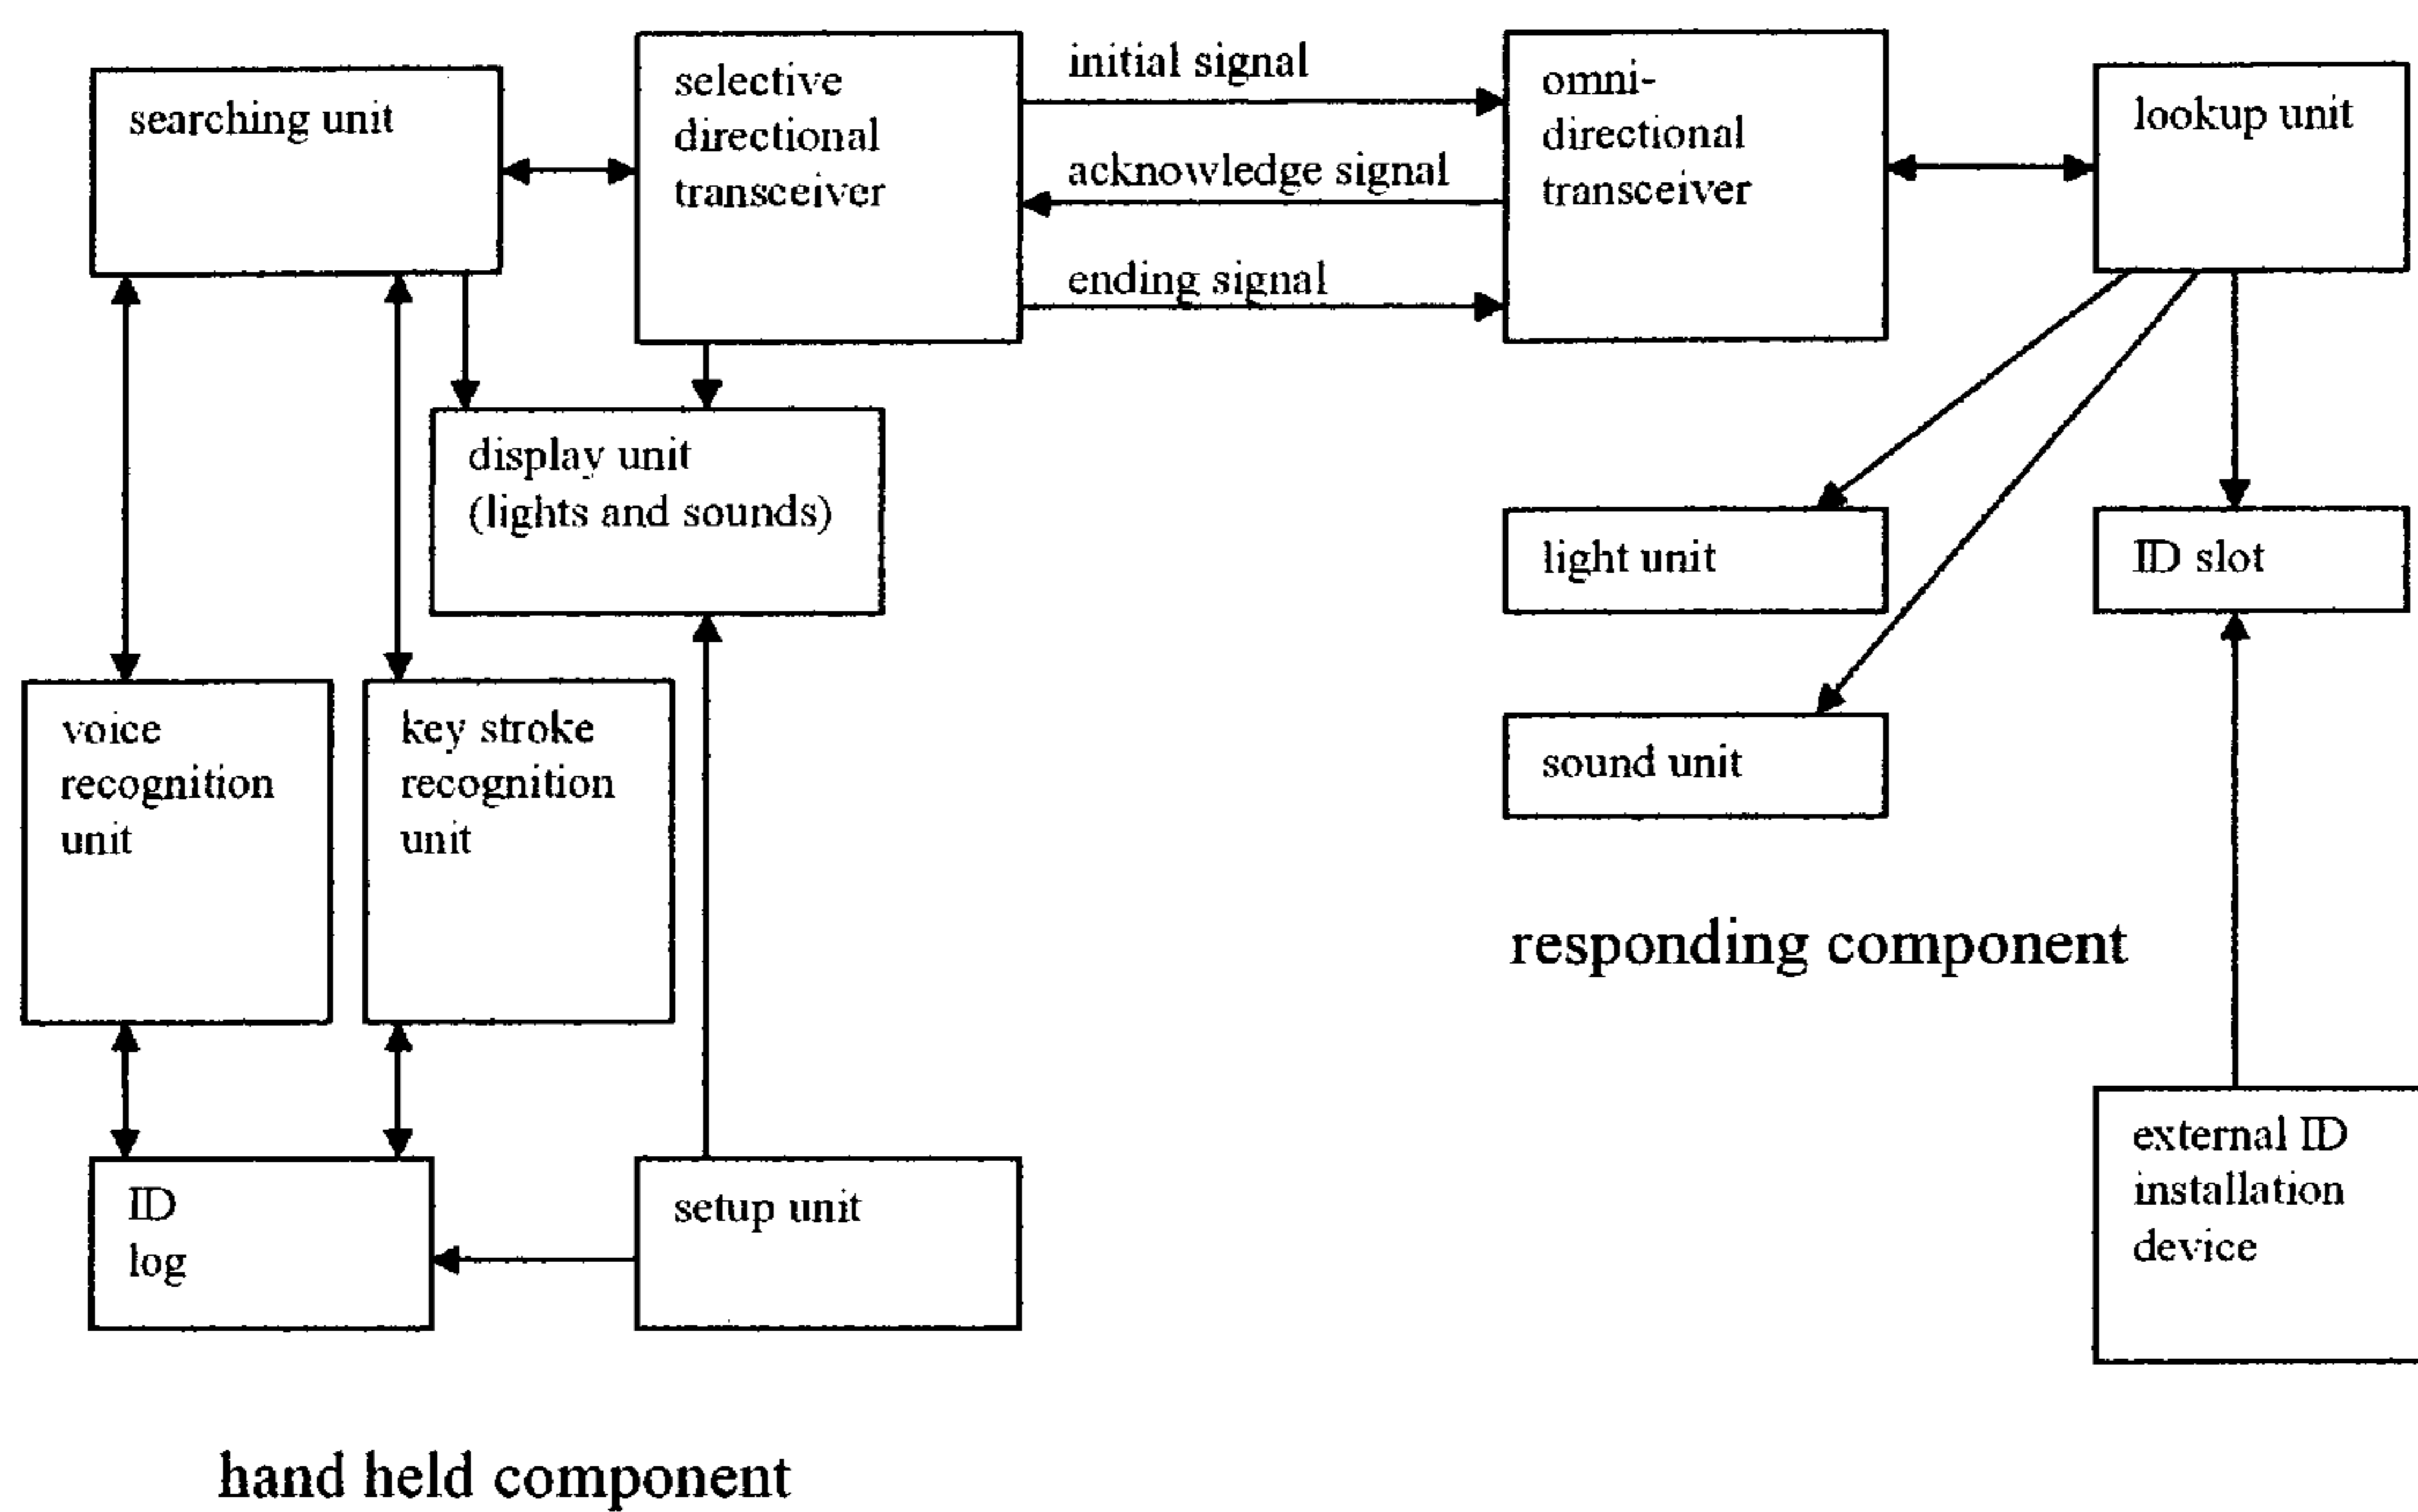 searching unit
selective
directional
transceiver
initial signal
acknowledge signal
ending signal
omni-
directional
transceiver
lookup unit
display unit
(lights and sounds)
light unit
ID slot
sound unit
voice
recognition
unit
key stroke
recognition
unit
responding component
ID
log
setup unit
external ID
installation
device
hand held component